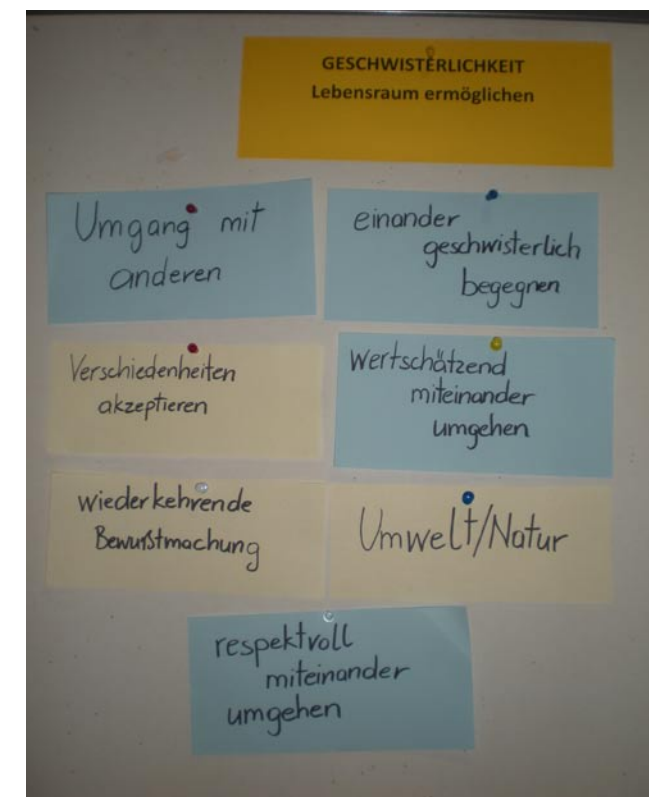 GESCHWISTERLICHKEIT
Lebensraum ermöglichen
Umgang mit
anderen
einander
geschwisterlich
begegnen
Verschiedenheiten
akzeptieren
Wertschätzend
miteinander
umgehen
wiederkehrende
Bewußtmachung
Umwelt/Natur
respektvoll
miteinander
umgehen